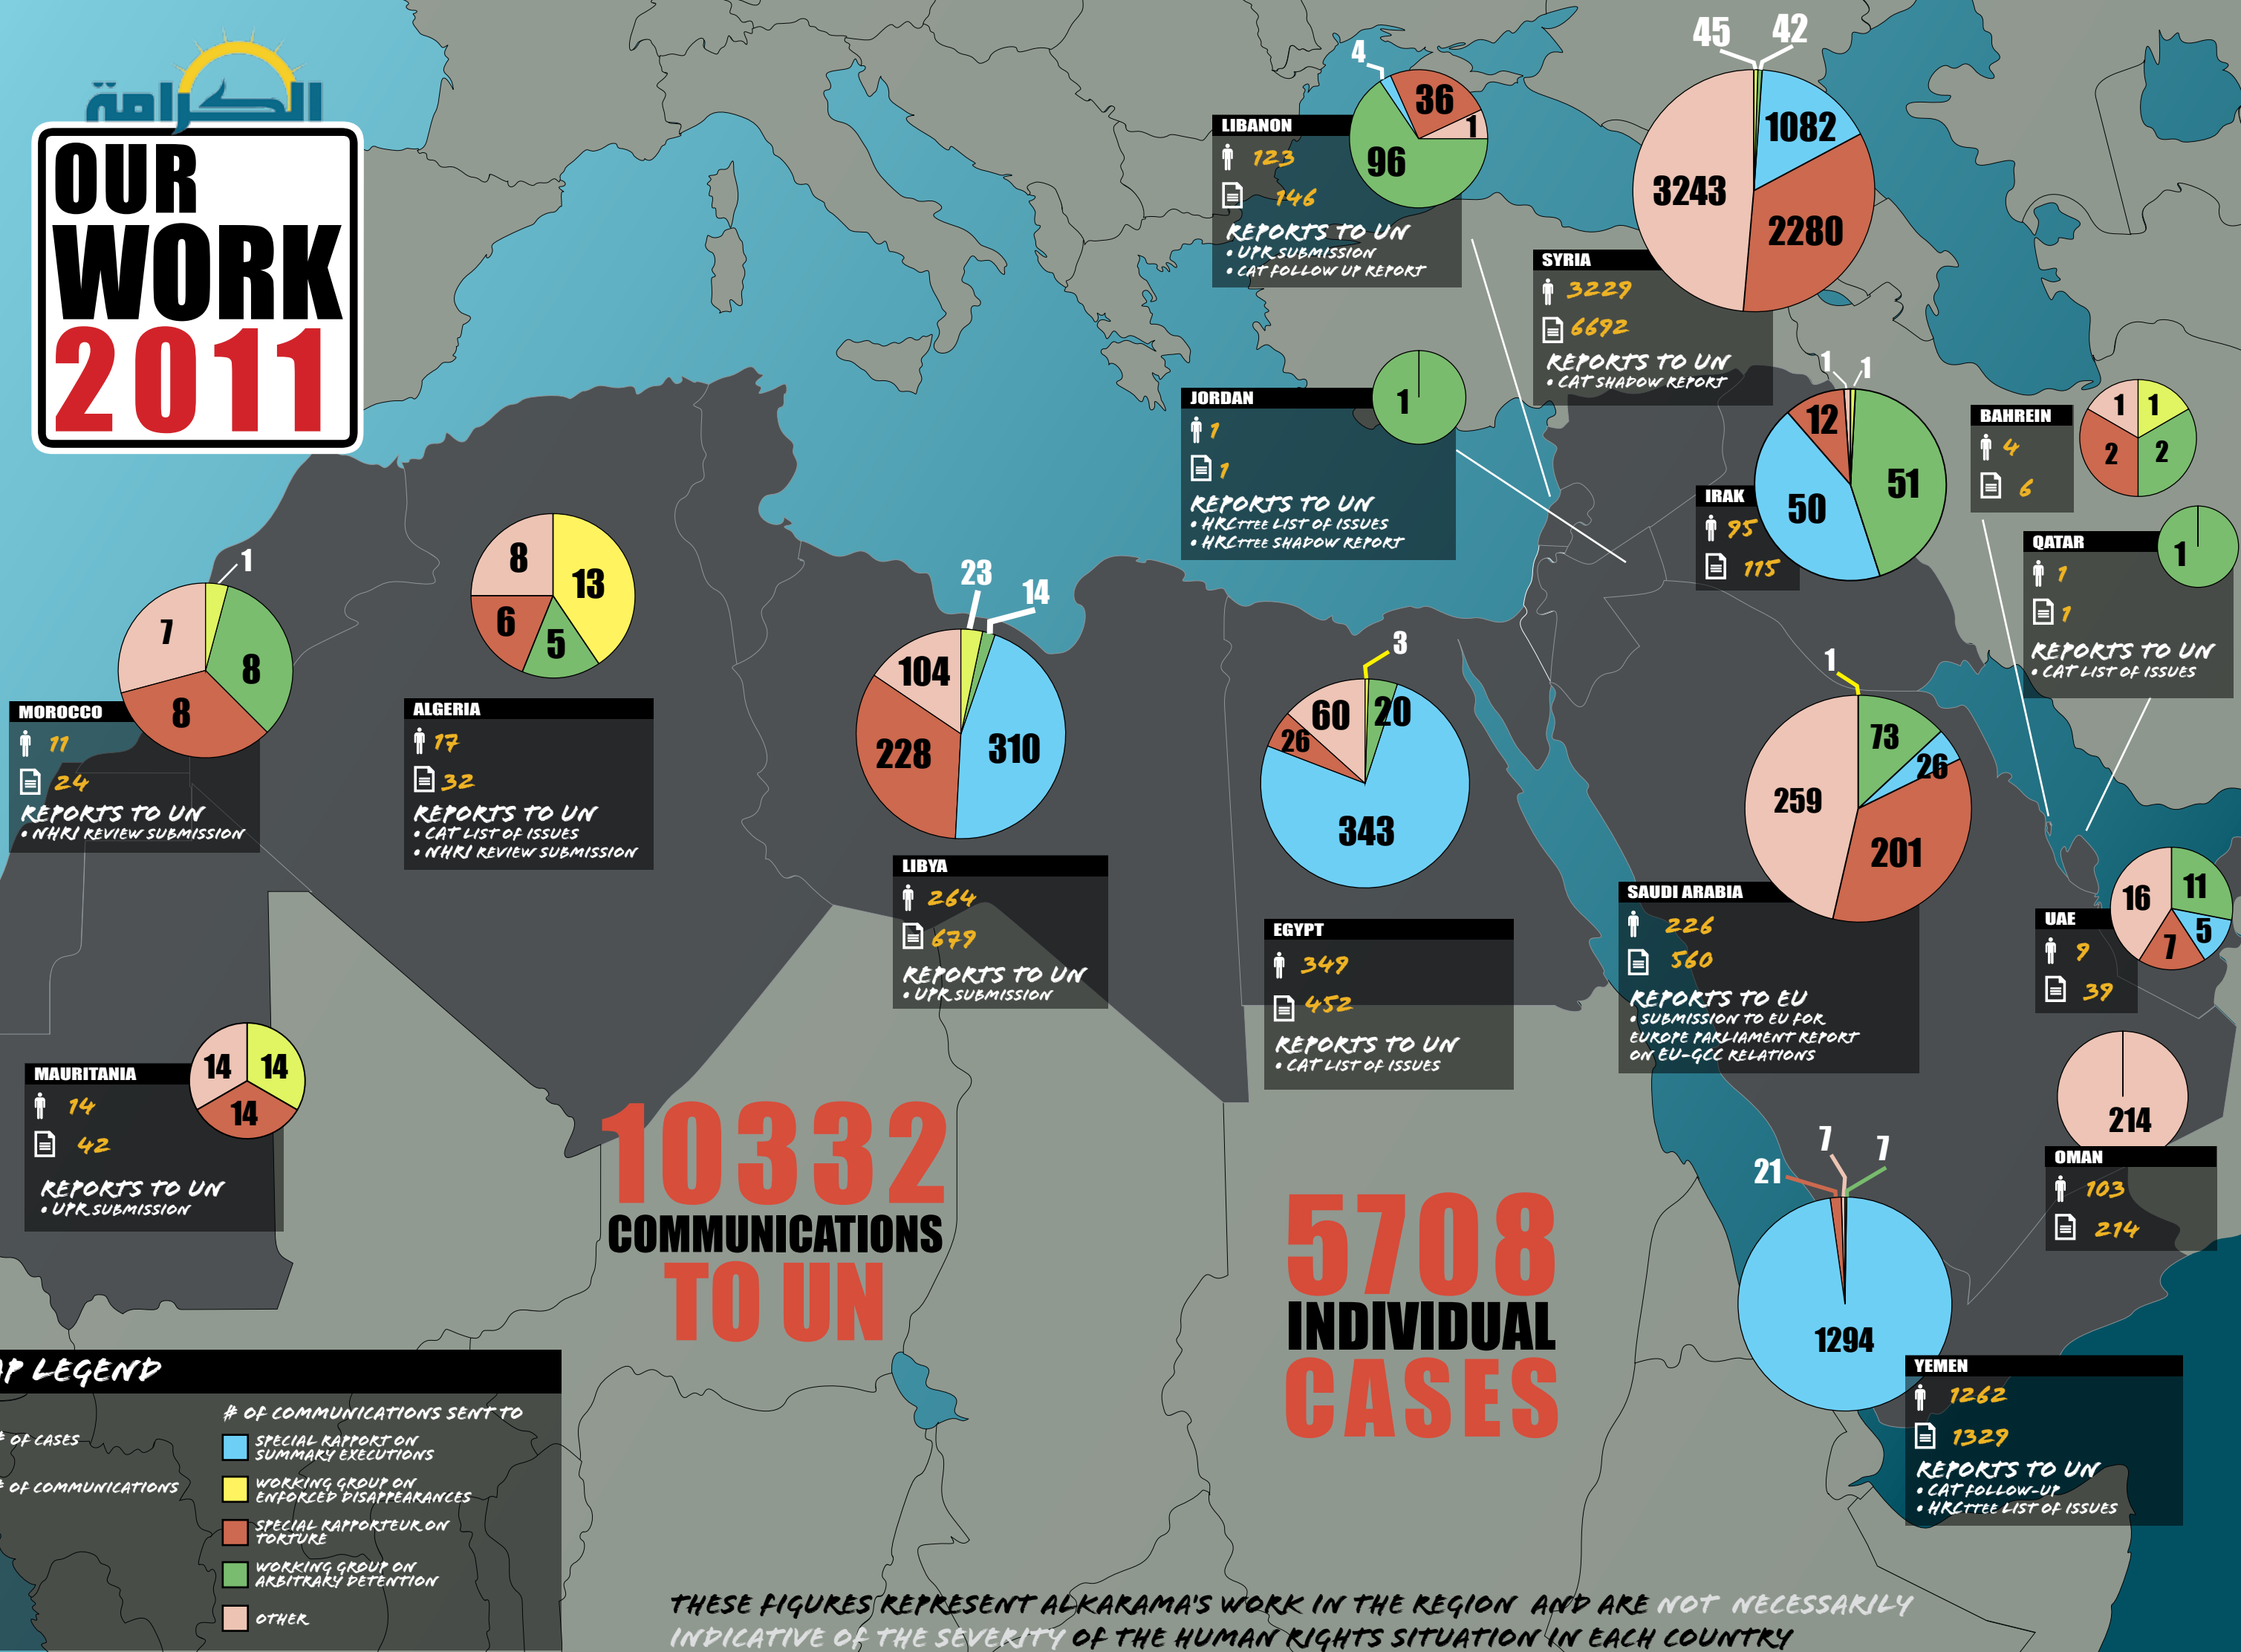 الكرامة
OUR
WORK
2011
LIBANON
123
146
REPORTS TO UN
• UPR SUBMISSION
• CAT FOLLOW UP REPORT
4
36
1
96
SYRIA
3229
6692
REPORTS TO UN
• CAT SHADOW REPORT
45
42
1082
3243
2280
JORDAN
1
1
REPORTS TO UN
• HRCTTEE LIST OF ISSUES
• HRCTTEE SHADOW REPORT
1
IRAK
95
115
1
1
12
51
50
BAHREIN
4
6
1
1
2
2
QATAR
1
1
REPORTS TO UN
• CAT LIST OF ISSUES
1
MOROCCO
11
24
REPORTS TO UN
• NHRI REVIEW SUBMISSION
1
7
8
8
ALGERIA
17
32
REPORTS TO UN
• CAT LIST OF ISSUES
• NHRI REVIEW SUBMISSION
8
13
6
5
LIBYA
264
679
REPORTS TO UN
• UPR SUBMISSION
23
14
104
310
228
EGYPT
349
452
REPORTS TO UN
• CAT LIST OF ISSUES
3
60
20
26
343
SAUDI ARABIA
226
560
REPORTS TO EU
• SUBMISSION TO EU FOR
EUROPE PARLIAMENT REPORT
ON EU-GCC RELATIONS
1
73
26
259
201
UAE
9
39
16
11
5
7
MAURITANIA
14
42
REPORTS TO UN
• UPR SUBMISSION
14
14
14
214
OMAN
103
214
21
7
7
1294
YEMEN
1262
1329
REPORTS TO UN
• CAT FOLLOW-UP
• HRCTTEE LIST OF ISSUES
10332
COMMUNICATIONS
TO UN
5708
INDIVIDUAL
CASES
AP LEGEND
# OF CASES
# OF COMMUNICATIONS
# OF COMMUNICATIONS SENT TO
SPECIAL RAPPORT ON
SUMMARY EXECUTIONS
WORKING GROUP ON
ENFORCED DISAPPEARANCES
SPECIAL RAPPORTEUR ON
TORTURE
WORKING GROUP ON
ARBITRARY DETENTION
OTHER
THESE FIGURES REPRESENT ALKARAMA'S WORK IN THE REGION AND ARE NOT NECESSARILY
INDICATIVE OF THE SEVERITY OF THE HUMAN RIGHTS SITUATION IN EACH COUNTRY